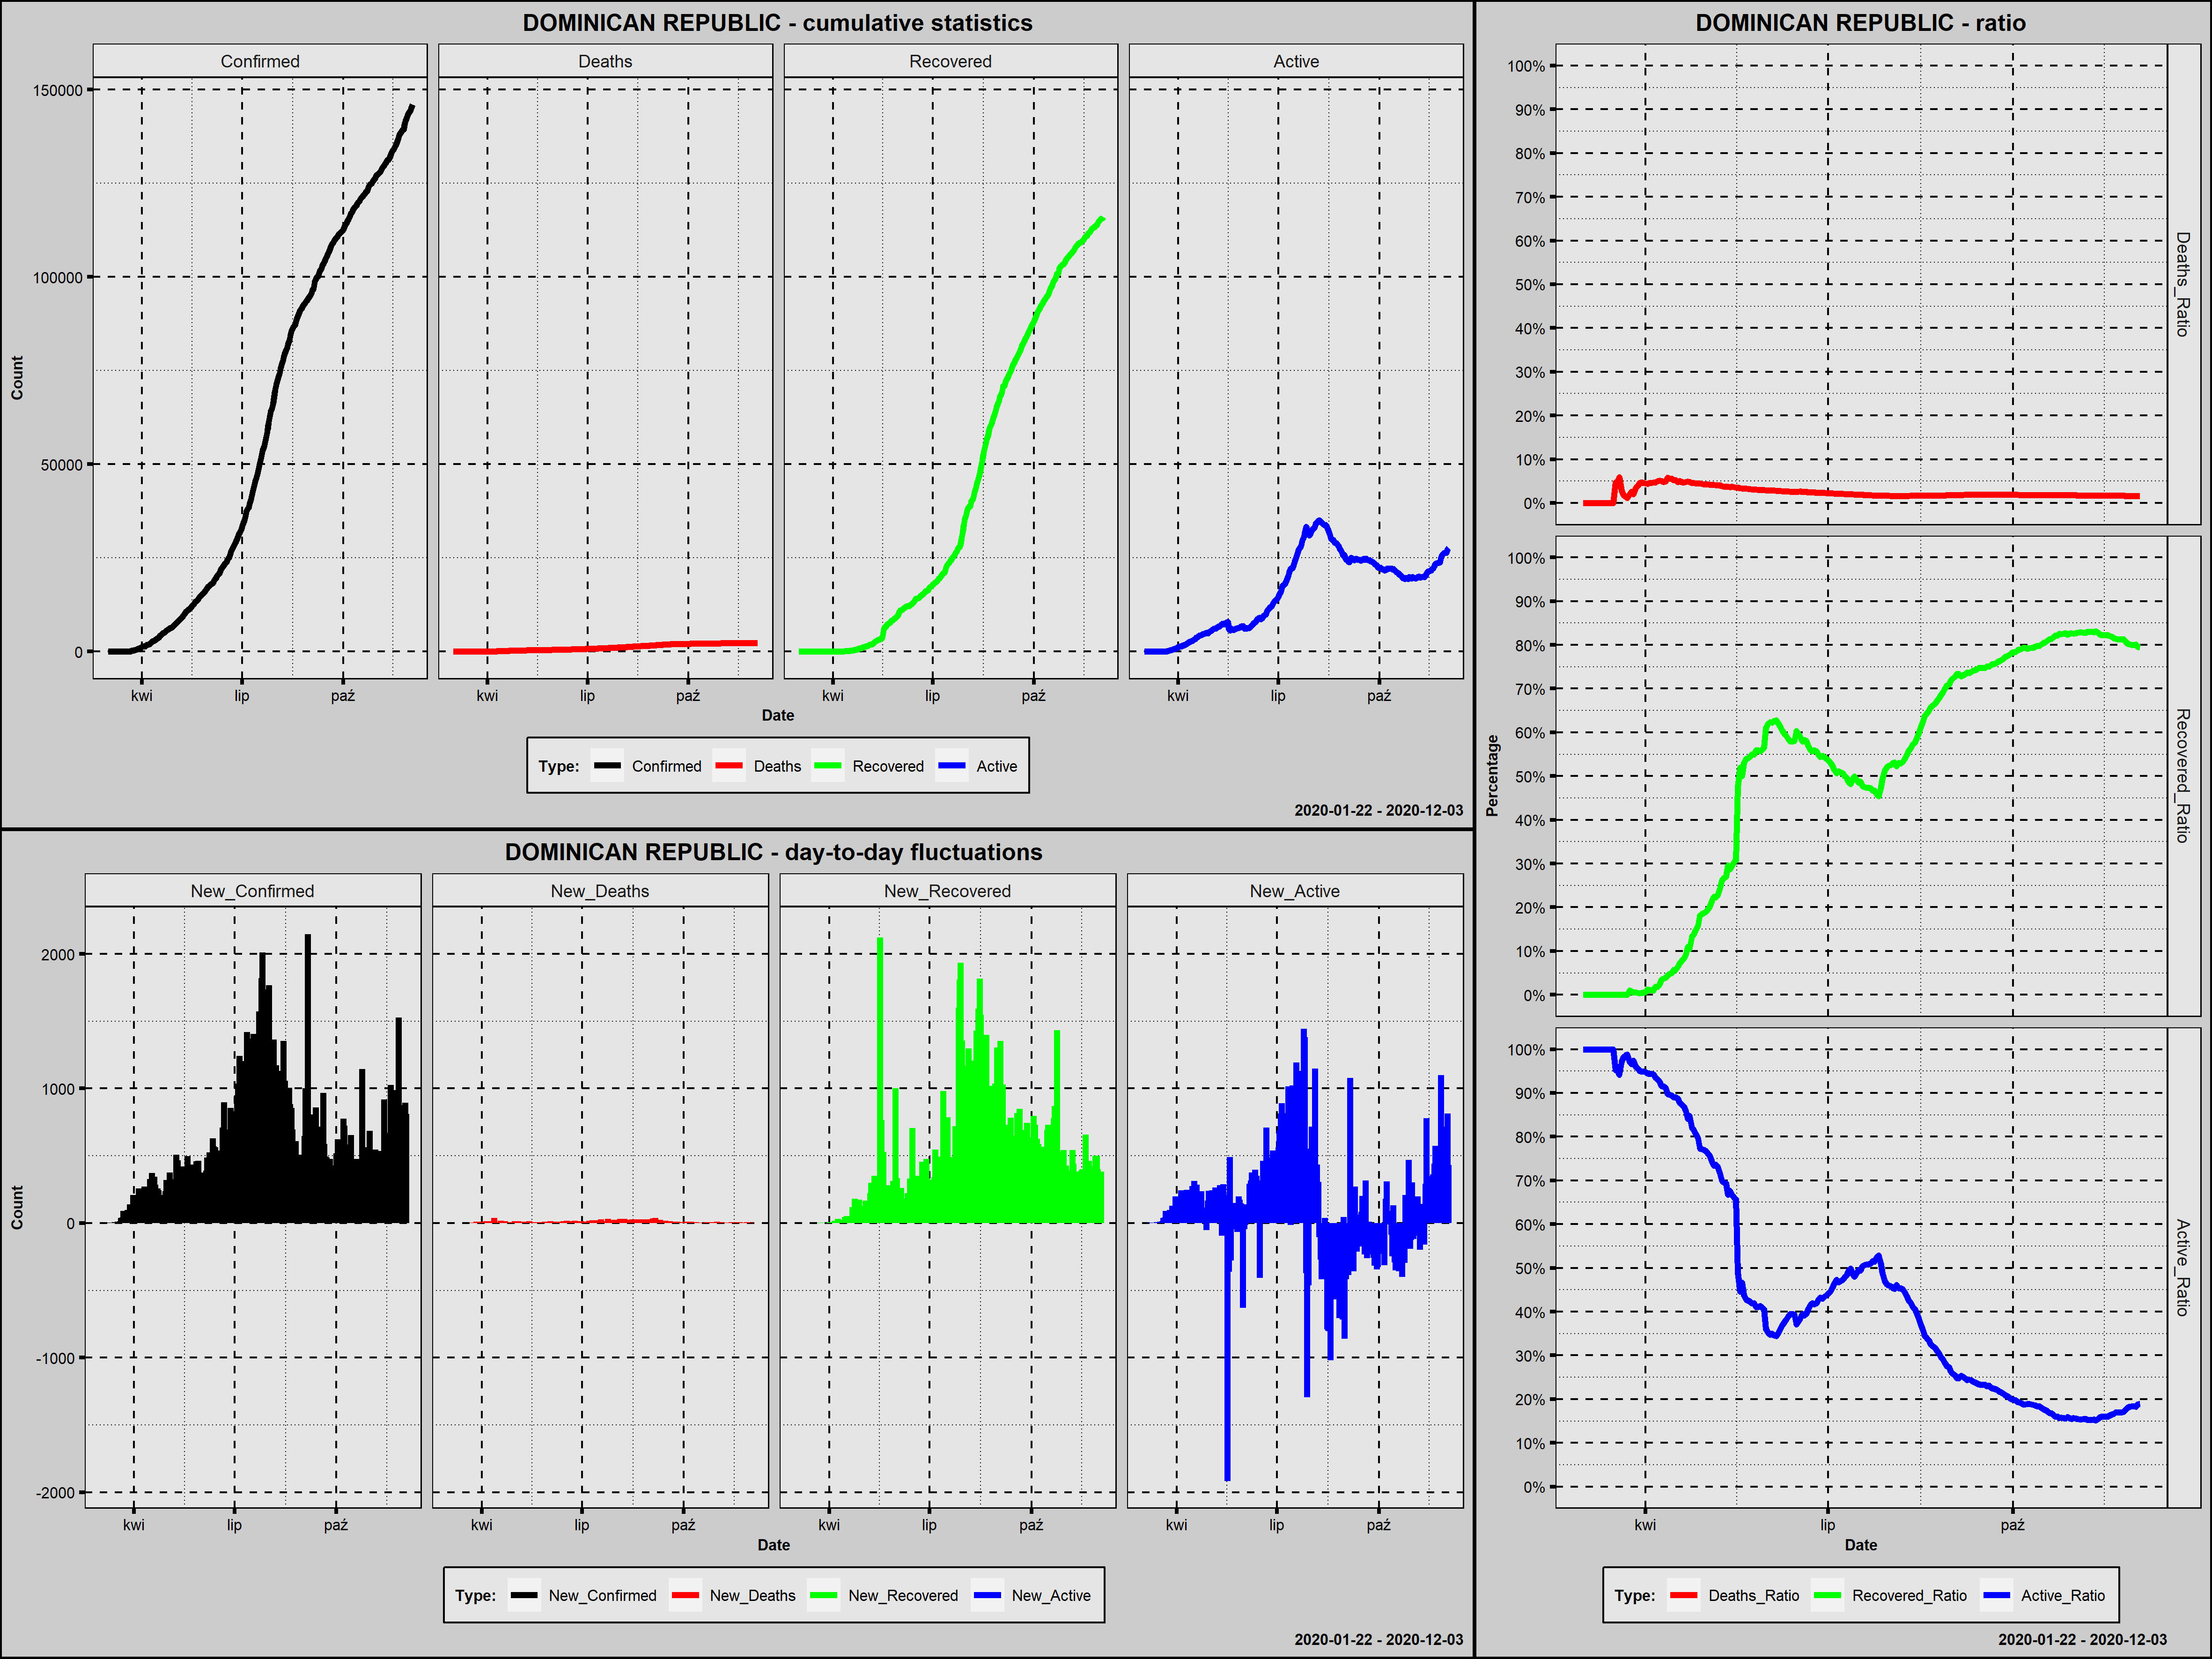 DOMINICAN REPUBLIC - cumulative statistics
Confirmed Deaths Recovered Active
150000
100000
50000
0
Count
kwi lip paź kwi lip paź kwi lip paź kwi lip paź
Date
Type: Confirmed Deaths Recovered Active
2020-01-22 - 2020-12-03
DOMINICAN REPUBLIC - day-to-day fluctuations
New_Confirmed New_Deaths New_Recovered New_Active
2000
1000
0
-1000
-2000
Count
kwi lip paź kwi lip paź kwi lip paź kwi lip paź
Date
Type: New_Confirmed New_Deaths New_Recovered New_Active
2020-01-22 - 2020-12-03
DOMINICAN REPUBLIC - ratio
100%
90%
80%
70%
60%
50%
40%
30%
20%
10%
0%
Deaths_Ratio
100%
90%
80%
70%
60%
50%
40%
30%
20%
10%
0%
Recovered_Ratio
100%
90%
80%
70%
60%
50%
40%
30%
20%
10%
0%
Active_Ratio
Percentage
kwi lip paź
Date
Type: Deaths_Ratio Recovered_Ratio Active_Ratio
2020-01-22 - 2020-12-03